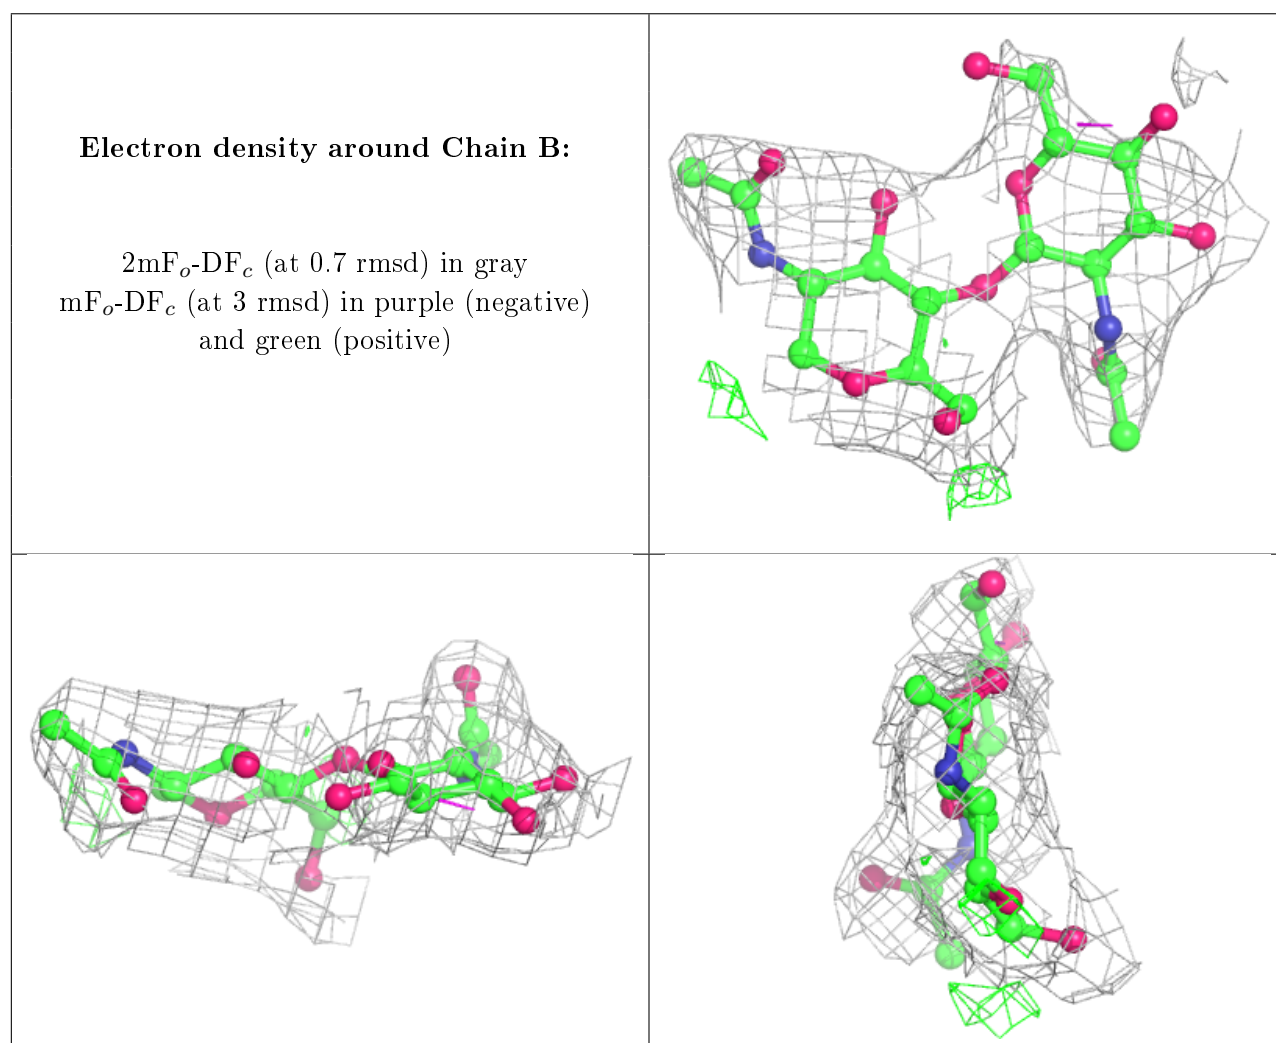 Electron density around Chain B:
2mFₒ-DF𝒸 (at 0.7 rmsd) in gray
mFₒ-DF𝒸 (at 3 rmsd) in purple (negative)
and green (positive)